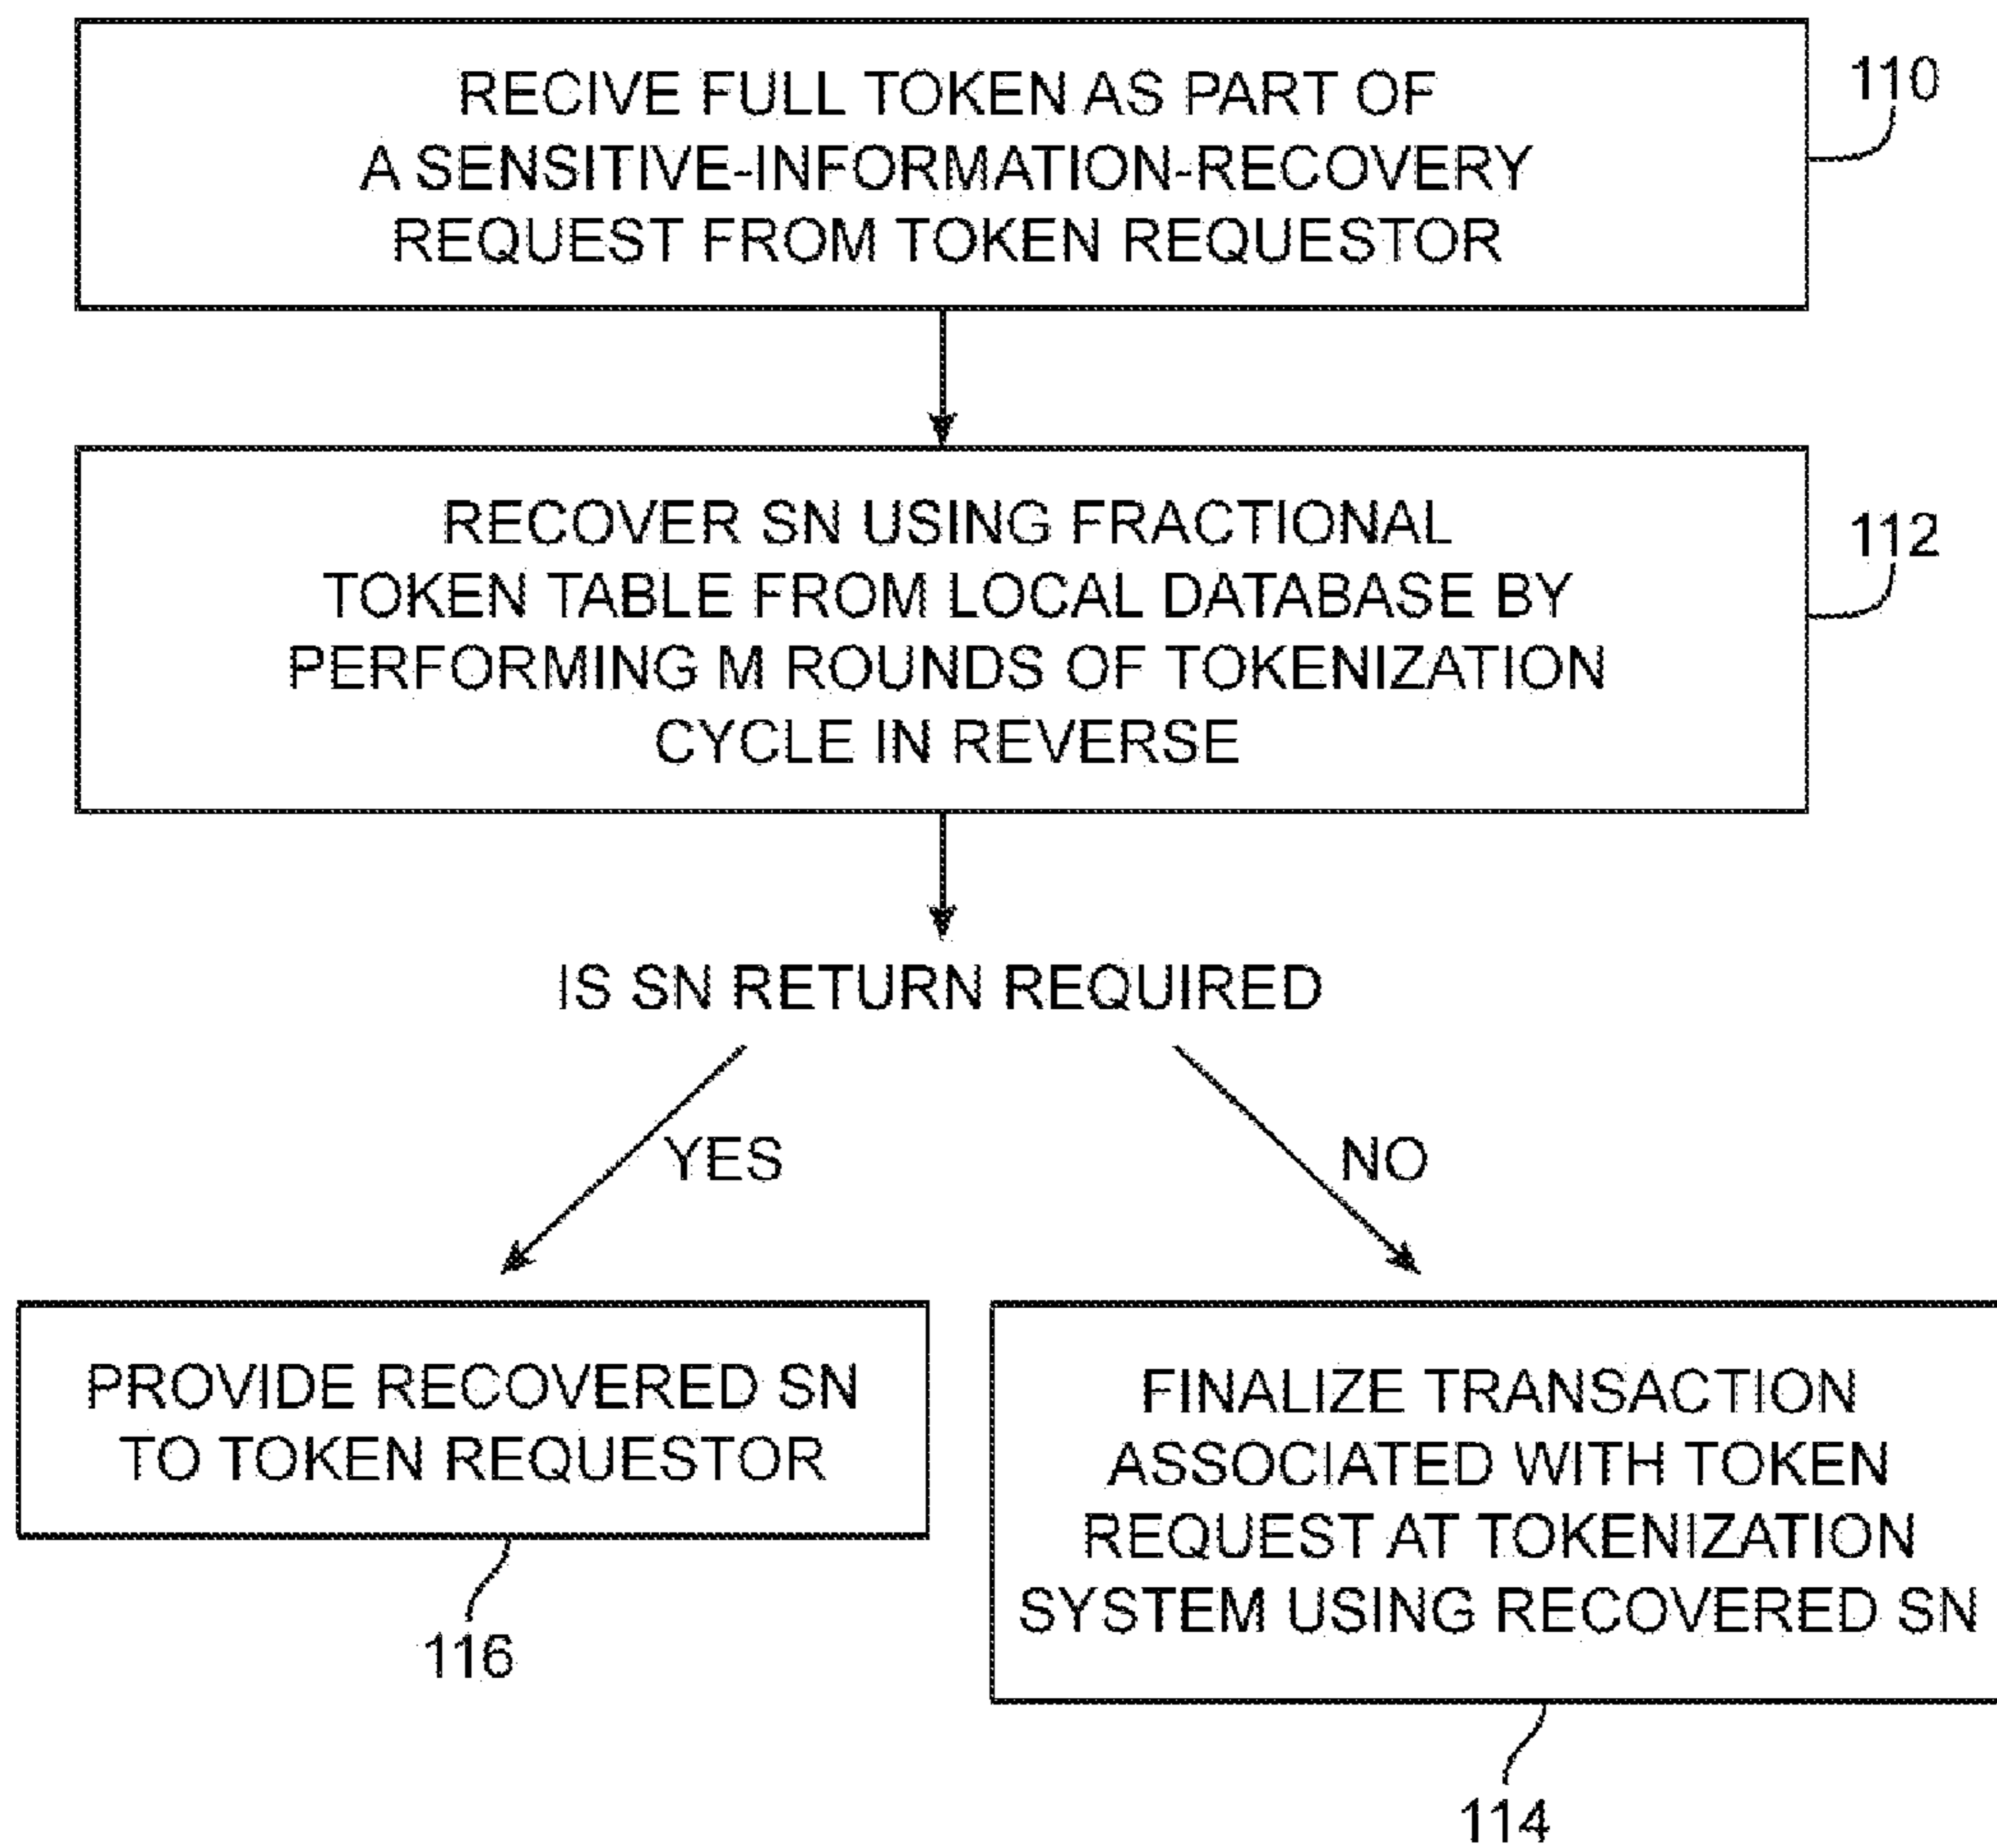 RECIVE FULL TOKEN AS PART OF
A SENSITIVE-INFORMATION-RECOVERY
REQUEST FROM TOKEN REQUESTOR
110
RECOVER SN USING FRACTIONAL
TOKEN TABLE FROM LOCAL DATABASE BY
PERFORMING M ROUNDS OF TOKENIZATION
CYCLE IN REVERSE
112
IS SN RETURN REQUIRED
YES
NO
PROVIDE RECOVERED SN
TO TOKEN REQUESTOR
116
FINALIZE TRANSACTION
ASSOCIATED WITH TOKEN
REQUEST AT TOKENIZATION
SYSTEM USING RECOVERED SN
114